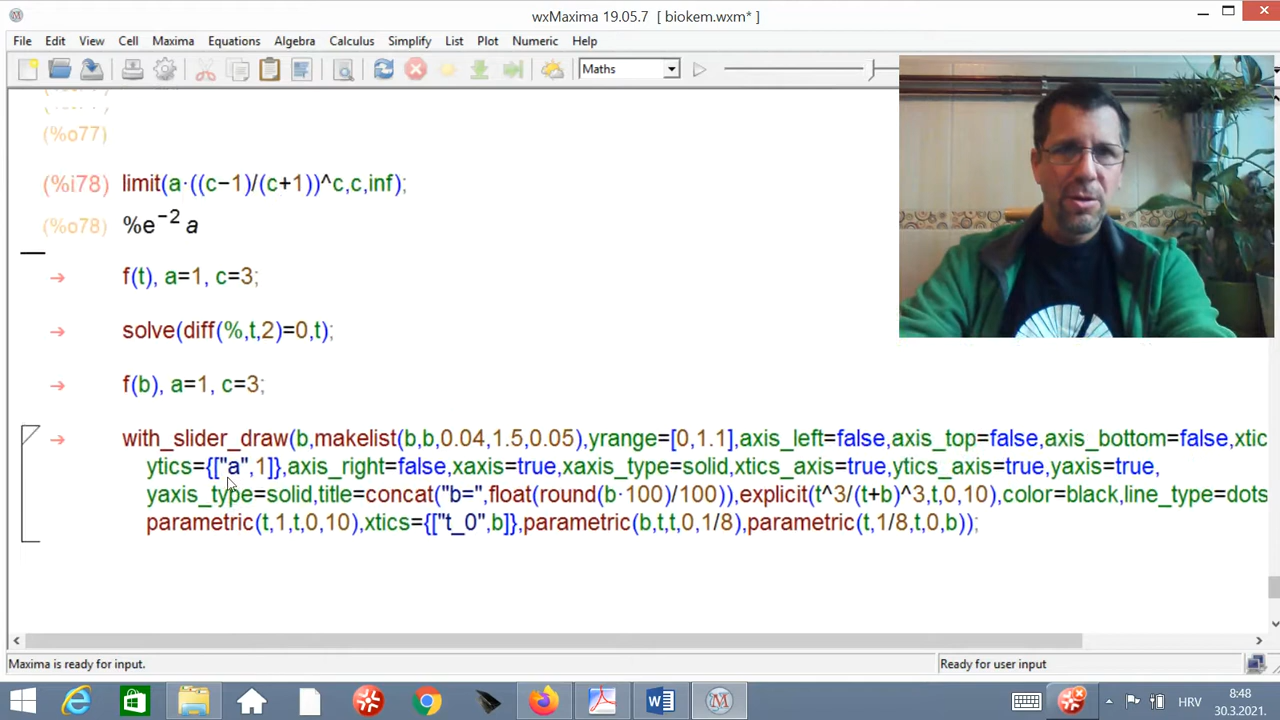 wxMaxima 19.05.7 [ biokem.wxm* ]
File Edit View Cell Maxima Equations Algebra Calculus Simplify List Plot Numeric Help
Maths
(%o77)
(%i78) limit(a·((c−1)/(c+1))^c,c,inf);
(%o78) %e−2 a
f(t), a=1, c=3;
solve(diff(%,t,2)=0,t);
f(b), a=1, c=3;
with_slider_draw(b,makelist(b,b,0.04,1.5,0.05),yrange=[0,1.1],axis_left=false,axis_top=false,axis_bottom=false,xtic
ytics={["a",1]},axis_right=false,xaxis=true,xaxis_type=solid,xtics_axis=true,ytics_axis=true,yaxis=true,
yaxis_type=solid,title=concat("b=",float(round(b·100)/100)),explicit(t^3/(t+b)^3,t,0,10),color=black,line_type=dots
parametric(t,1,t,0,10),xtics={["t_0",b]},parametric(b,t,t,0,1/8),parametric(t,1/8,t,0,b));
Maxima is ready for input. Ready for user input
HRV 8:48
30.3.2021.